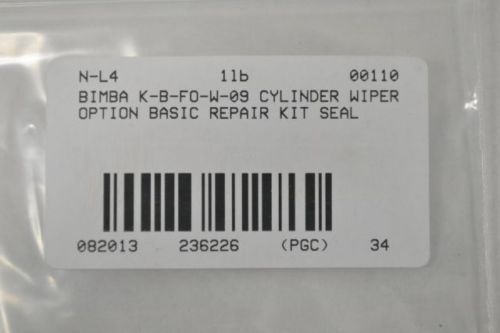 N-L4 1lb 00110
BIMBA K-B-FO-W-09 CYLINDER WIPER
OPTION BASIC REPAIR KIT SEAL
082013 236226 (PGC) 34